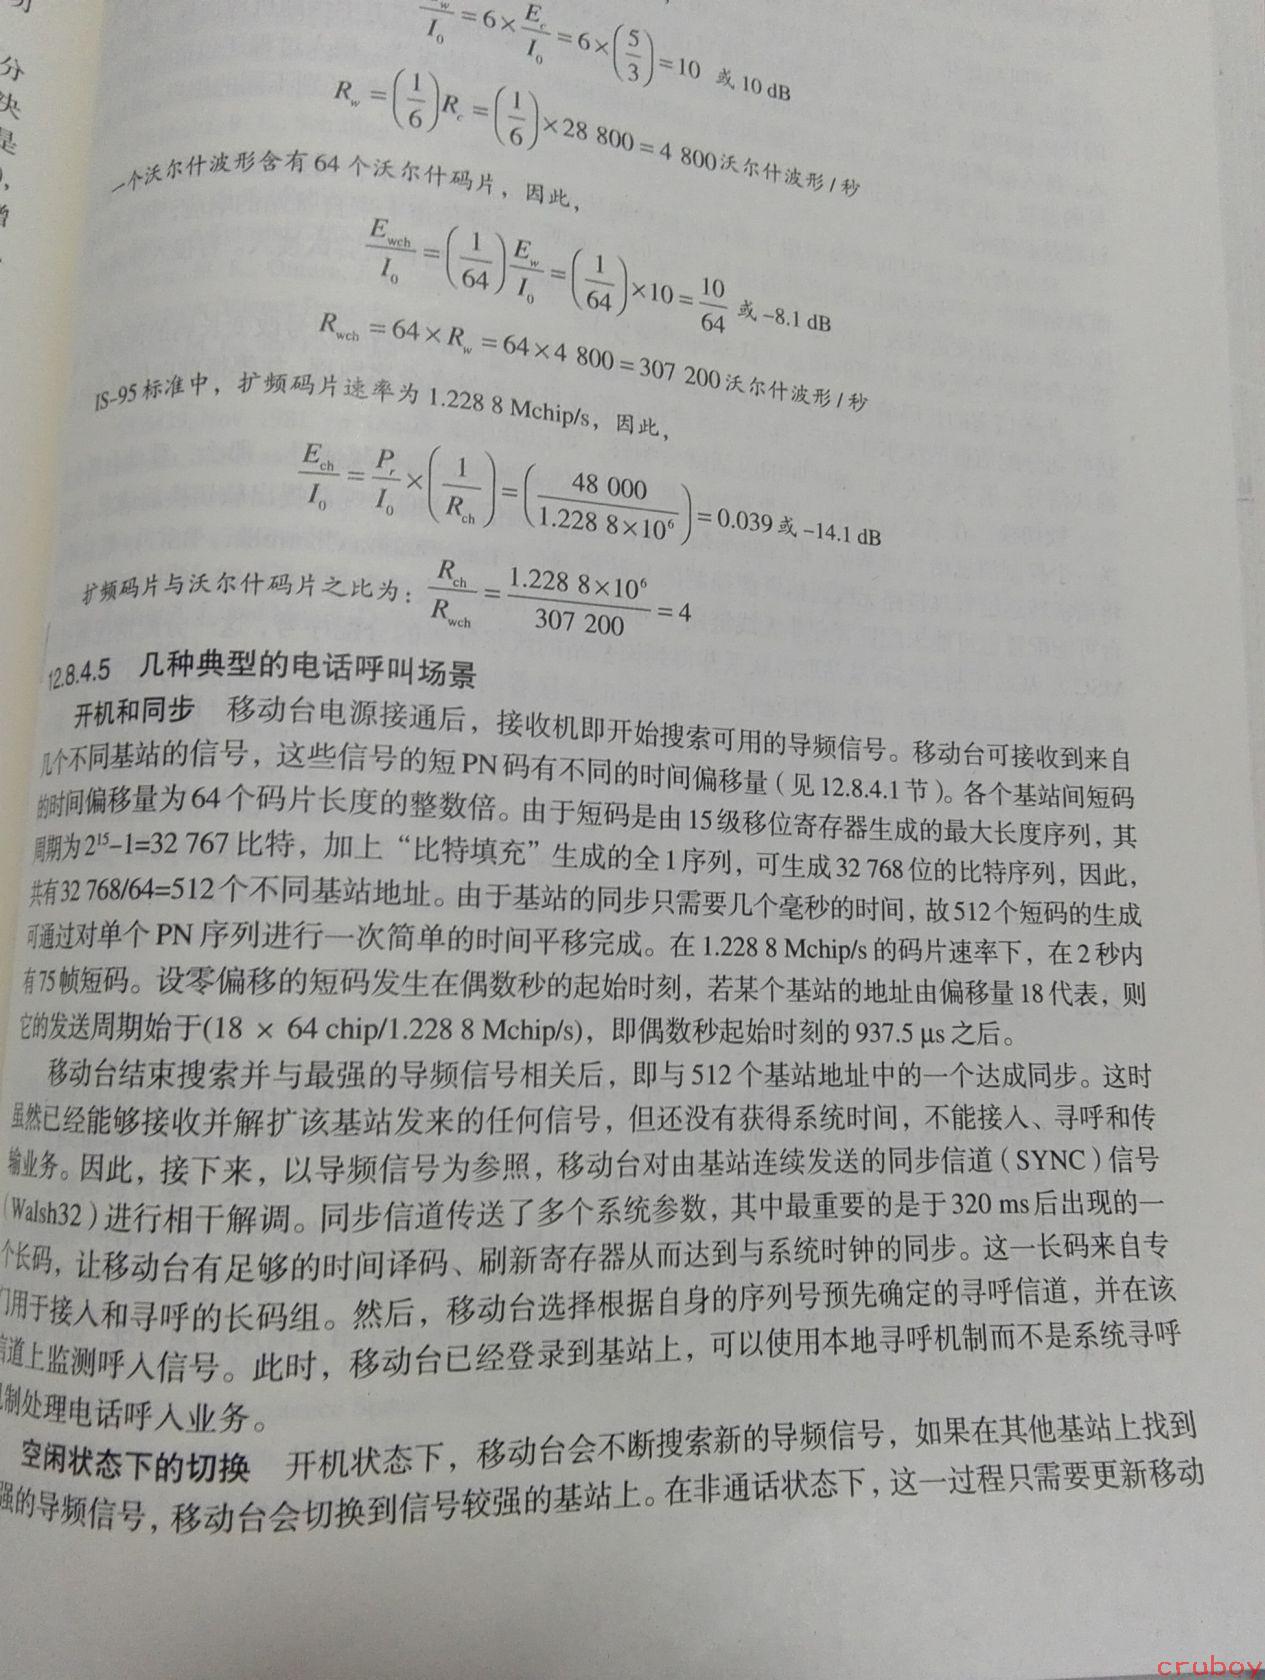 切
分
块
是
增
E_w/I_0 = 6×E_c/I_0 = 6×(5/3) = 10 或 10 dB
R_w = (1/6)R_c = (1/6)×28 800 = 4 800沃尔什波形/秒
一个沃尔什波形含有 64 个沃尔什码片，因此，
E_wch/I_0 = (1/64)E_w/I_0 = (1/64)×10 = 10/64 或 -8.1 dB
R_wch = 64×R_w = 64×4 800 = 307 200沃尔什波形/秒
IS-95标准中，扩频码片速率为 1.228 8 Mchip/s，因此，
E_ch/I_0 = P_r/I_0 × (1/R_ch) = (48 000/1.228 8×10^6) = 0.039或 -14.1 dB
扩频码片与沃尔什码片之比为：R_ch/R_wch = 1.228 8×10^6/307 200 = 4
12.8.4.5 几种典型的电话呼叫场景
开机和同步 移动台电源接通后，接收机即开始搜索可用的导频信号。移动台可接收到来自
几个不同基站的信号，这些信号的短PN码有不同的时间偏移量（见12.8.4.1节）。各个基站间短码
的时间偏移量为64个码片长度的整数倍。由于短码是由15级移位寄存器生成的最大长度序列，其
周期为2^15-1=32 767比特，加上“比特填充”生成的全1序列，可生成32 768位的比特序列，因此，
共有32 768/64=512个不同基站地址。由于基站的同步只需要几个毫秒的时间，故512个短码的生成
可通过对单个PN序列进行一次简单的时间平移完成。在1.228 8 Mchip/s的码片速率下，在2秒内
有75帧短码。设零偏移的短码发生在偶数秒的起始时刻，若某个基站的地址由偏移量18代表，则
它的发送周期始于(18 × 64 chip/1.228 8 Mchip/s)，即偶数秒起始时刻的937.5 μs之后。
移动台结束搜索并与最强的导频信号相关后，即与512个基站地址中的一个达成同步。这时
虽然已经能够接收并解扩该基站发来的任何信号，但还没有获得系统时间，不能接入、寻呼和传
输业务。因此，接下来，以导频信号为参照，移动台对由基站连续发送的同步信道（SYNC）信号
（Walsh32）进行相干解调。同步信道传送了多个系统参数，其中最重要的是于320 ms后出现的一
个长码，让移动台有足够的时间译码、刷新寄存器从而达到与系统时钟的同步。这一长码来自专
门用于接入和寻呼的长码组。然后，移动台选择根据自身的序列号预先确定的寻呼信道，并在该
信道上监测呼入信号。此时，移动台已经登录到基站上，可以使用本地寻呼机制而不是系统寻呼
机制处理电话呼入业务。
空闲状态下的切换 开机状态下，移动台会不断搜索新的导频信号，如果在其他基站上找到
强的导频信号，移动台会切换到信号较强的基站上。在非通话状态下，这一过程只需要更新移动
cruboy